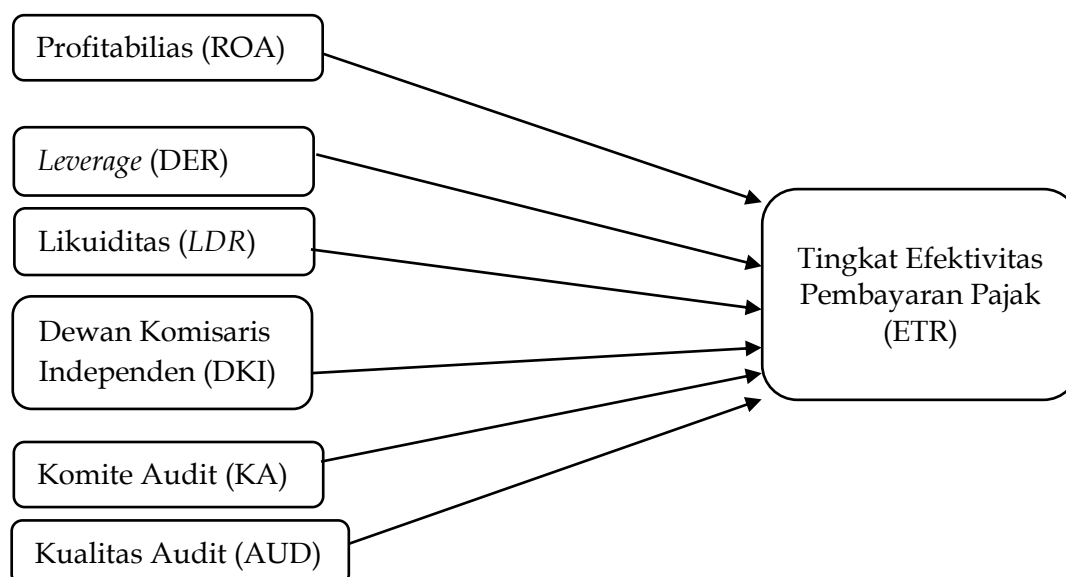 Profitabilias (ROA)
Leverage (DER)
Likuiditas (LDR)
Dewan Komisaris
Independen (DKI)
Komite Audit (KA)
Kualitas Audit (AUD)
Tingkat Efektivitas
Pembayaran Pajak
(ETR)